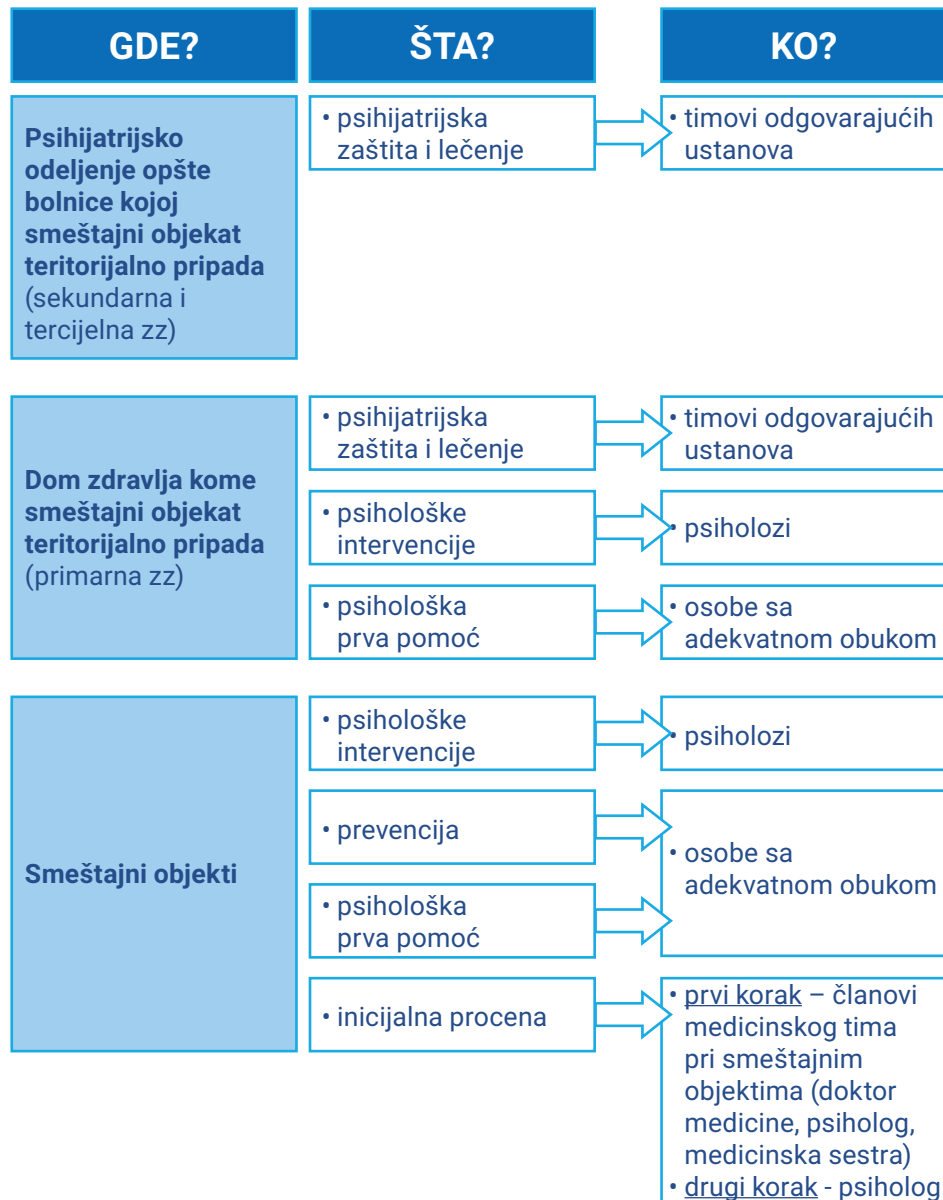 GDE?
ŠTA?
KO?
Psihijatrijsko
odeljenje opšte
bolnice kojoj
smeštajni objekat
teritorijalno pripada
(sekundarna i
tercijelna zz)
• psihijatrijska
zaštita i lečenje
• timovi odgovarajućih
ustanova
Dom zdravlja kome
smeštajni objekat
teritorijalno pripada
(primarna zz)
• psihijatrijska
zaštita i lečenje
• timovi odgovarajućih
ustanova
• psihološke
intervencije
• psiholozi
• psihološka
prva pomoć
• osobe sa
adekvatnom obukom
Smeštajni objekti
• psihološke
intervencije
• psiholozi
• prevencija
• psihološka
prva pomoć
• osobe sa
adekvatnom obukom
• inicijalna procena
• prvi korak – članovi
medicinskog tima
pri smeštajnim
objektima (doktor
medicine, psiholog,
medicinska sestra)
• drugi korak - psiholog